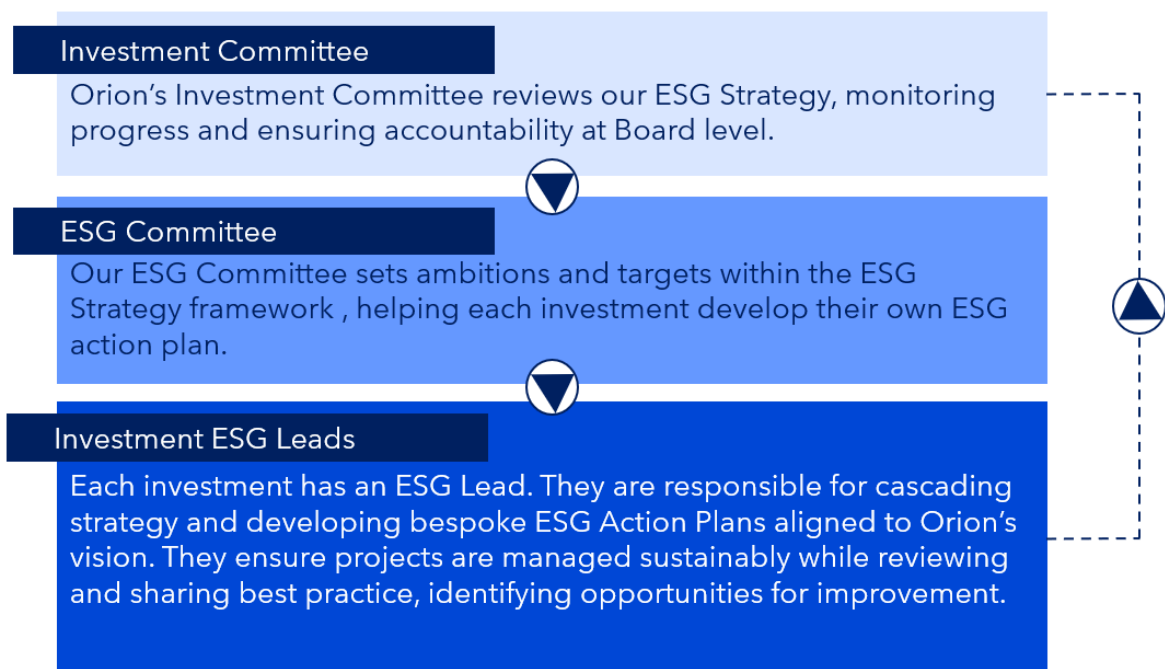 Investment Committee
Orion's Investment Committee reviews our ESG Strategy, monitoring
progress and ensuring accountability at Board level.
ESG Committee
Our ESG Committee sets ambitions and targets within the ESG
Strategy framework , helping each investment develop their own ESG
action plan.
Investment ESG Leads
Each investment has an ESG Lead. They are responsible for cascading
strategy and developing bespoke ESG Action Plans aligned to Orion's
vision. They ensure projects are managed sustainably while reviewing
and sharing best practice, identifying opportunities for improvement.